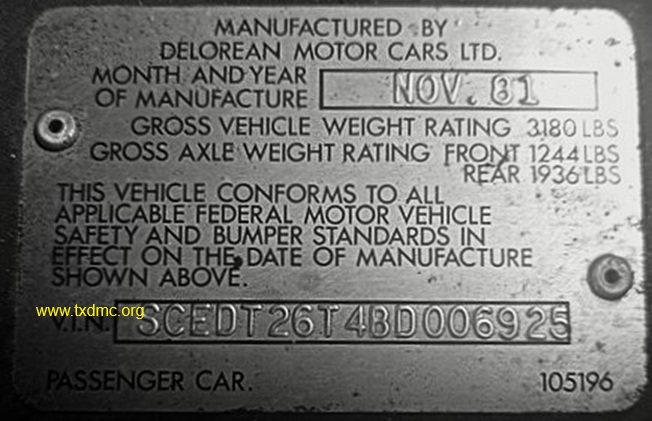 MANUFACTURED BY
DELOREAN MOTOR CARS LTD.
MONTH AND YEAR
OF MANUFACTURE NOV. 81
GROSS VEHICLE WEIGHT RATING 3180 LBS
GROSS AXLE WEIGHT RATING FRONT 1244 LBS
REAR 1936 LBS
THIS VEHICLE CONFORMS TO ALL
APPLICABLE FEDERAL MOTOR VEHICLE
SAFETY AND BUMPER STANDARDS IN
EFFECT ON THE DATE OF MANUFACTURE
SHOWN ABOVE.
www.txdmc.org
V.I.N. SCEDT26T4BD006925
PASSENGER CAR. 105196